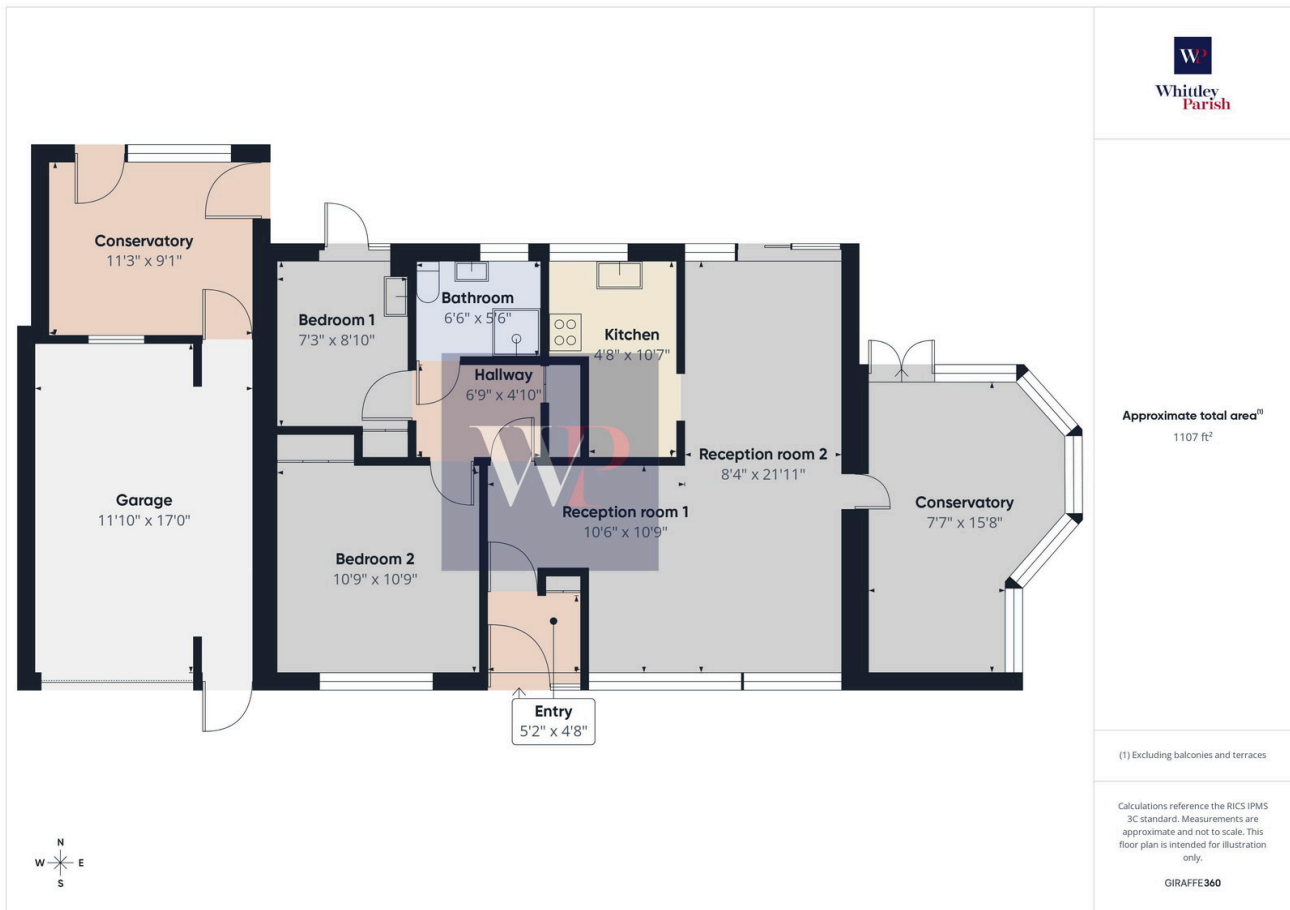 WP
Whittley
Parish
Conservatory
11'3" x 9'1"
Bedroom 1
7'3" x 8'10"
Bathroom
6'6" x 5'6"
Kitchen
4'8" x 10'7"
Hallway
6'9" x 4'10"
WP
Reception room 2
8'4" x 21'11"
Garage
11'10" x 17'0"
Reception room 1
10'6" x 10'9"
Conservatory
7'7" x 15'8"
Bedroom 2
10'9" x 10'9"
Entry
5'2" x 4'8"
Approximate total area(1)
1107 ft²
(1) Excluding balconies and terraces
Calculations reference the RICS IPMS
3C standard. Measurements are
approximate and not to scale. This
floor plan is intended for illustration
only.
GIRAFFE360
N
W E
S